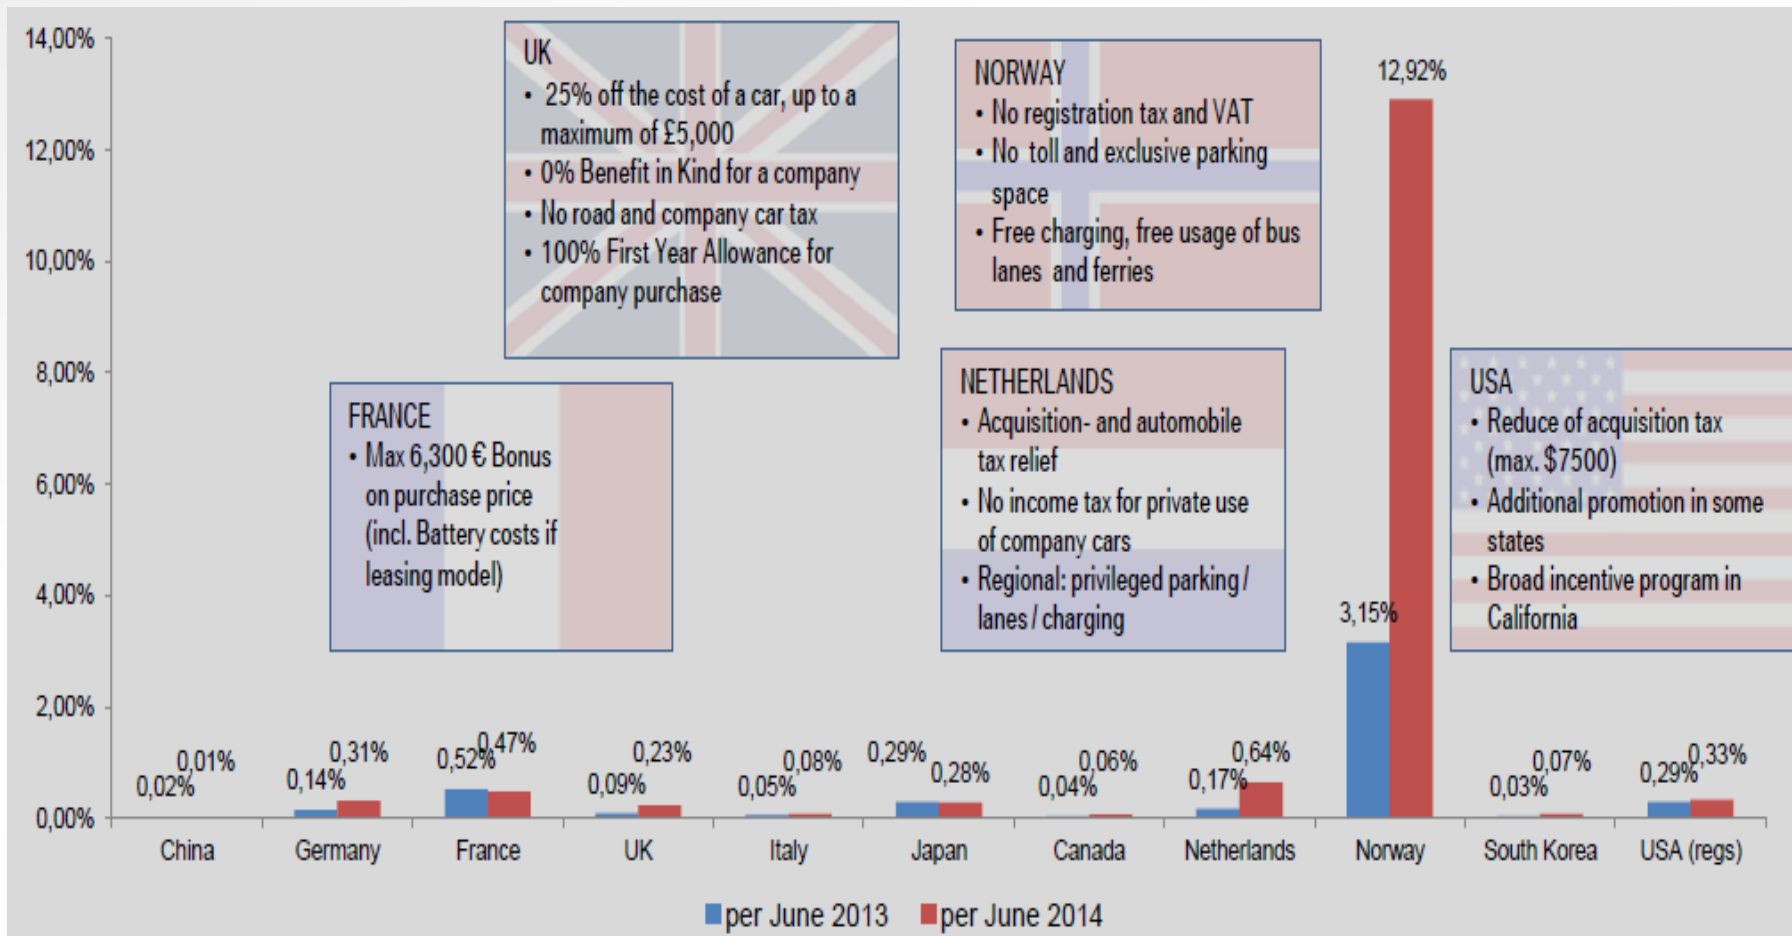 14,00%
12,00%
10,00%
8,00%
6,00%
4,00%
2,00%
0,00%
UK
• 25% off the cost of a car, up to a
maximum of £5,000
• 0% Benefit in Kind for a company
• No road and company car tax
• 100% First Year Allowance for
company purchase
NORWAY
• No registration tax and VAT
• No toll and exclusive parking
space
• Free charging, free usage of bus
lanes and ferries
FRANCE
• Max 6,300 € Bonus
on purchase price
(incl. Battery costs if
leasing model)
NETHERLANDS
• Acquisition- and automobile
tax relief
• No income tax for private use
of company cars
• Regional: privileged parking /
lanes / charging
USA
• Reduce of acquisition tax
(max. $7500)
• Additional promotion in some
states
• Broad incentive program in
California
0,02%
0,01%
0,14%
0,31%
0,52%
0,47%
0,09%
0,23%
0,05%
0,08%
0,29%
0,28%
0,04%
0,06%
0,17%
0,64%
3,15%
12,92%
0,03%
0,07%
0,29%
0,33%
China
Germany
France
UK
Italy
Japan
Canada
Netherlands
Norway
South Korea
USA (regs)
per June 2013
per June 2014